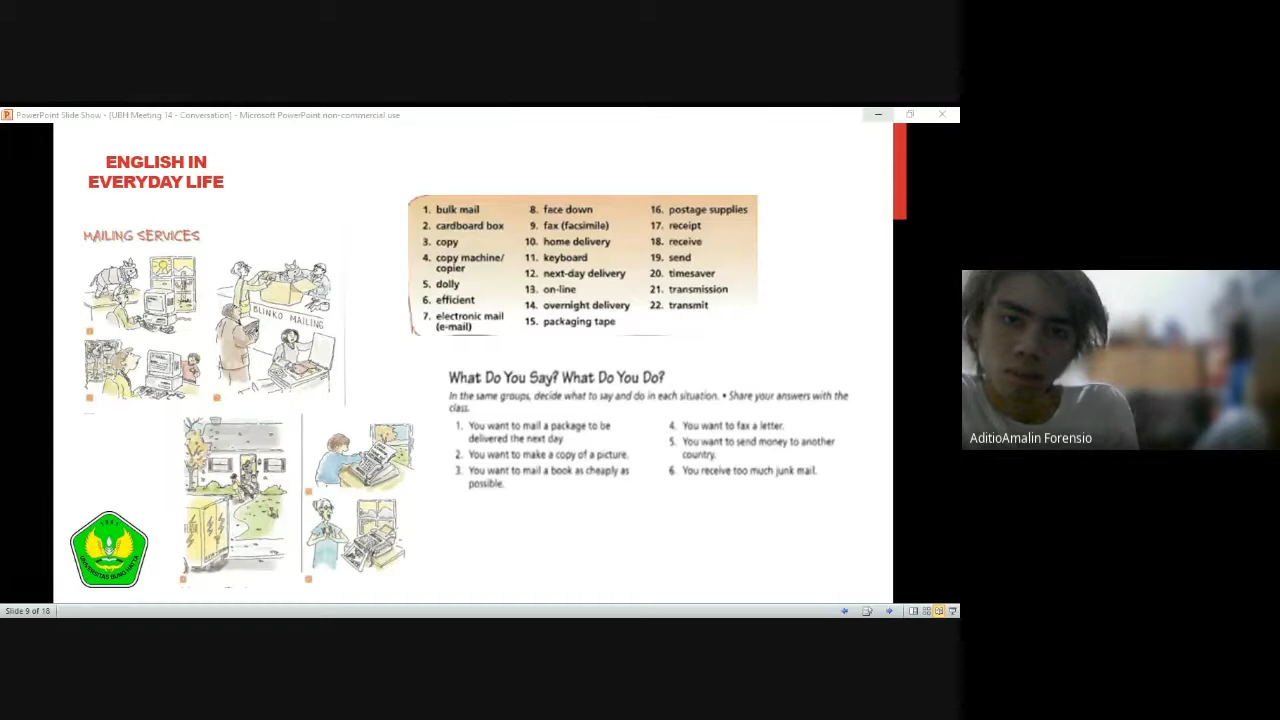 PowerPoint Slide Show - [UBH Meeting 14 - Conversation] - Microsoft PowerPoint non-commercial use
ENGLISH IN
EVERYDAY LIFE
MAILING SERVICES
BLINKO MAILING
1. bulk mail
2. cardboard box
3. copy
4. copy machine/
copier
5. dolly
6. efficient
7. electronic mail
(e-mail)
8. face down
9. fax (facsimile)
10. home delivery
11. keyboard
12. next-day delivery
13. on-line
14. overnight delivery
15. packaging tape
16. postage supplies
17. receipt
18. receive
19. send
20. timesaver
21. transmission
22. transmit
What Do You Say? What Do You Do?
In the same groups, decide what to say and do in each situation. • Share your answers with the
class.
1. You want to mail a package to be
delivered the next day
2. You want to make a copy of a picture.
3. You want to mail a book as cheaply as
possible.
4. You want to fax a letter.
5. You want to send money to another
country.
6 You receive too much junk mail.
1981
UNIVERSITAS BUNG HATTA
AditioAmalin Forensio
Slide 9 of 18